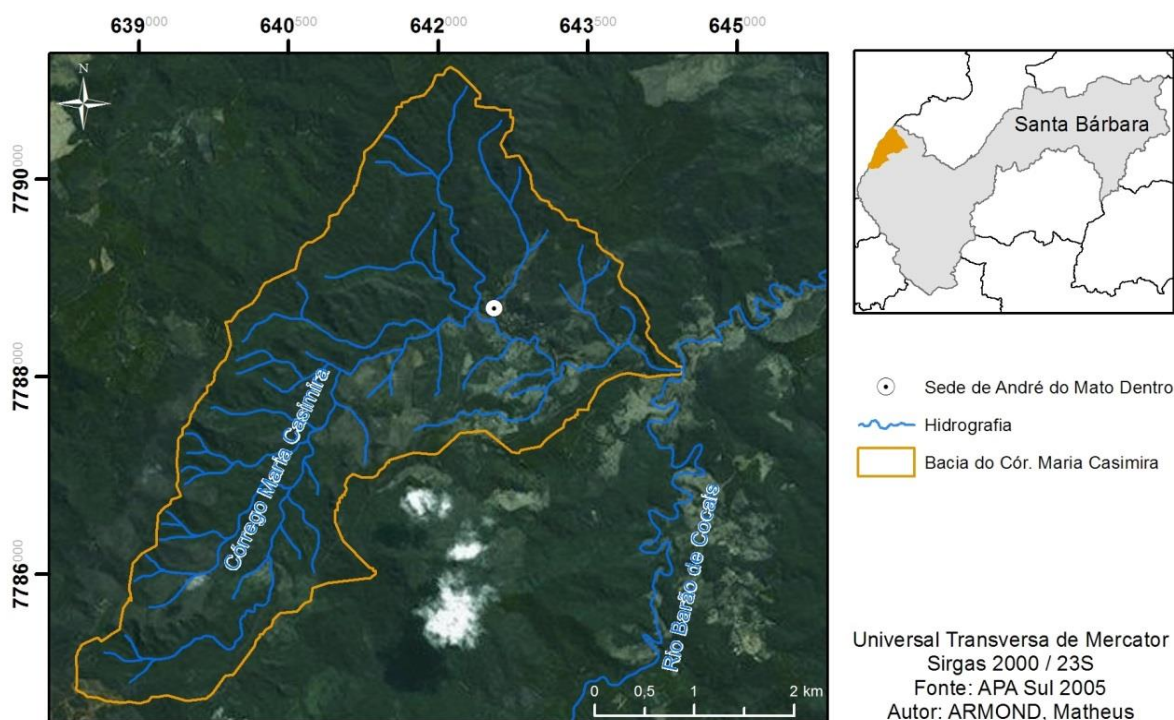 639000 640500 642000 643500 645000
N
7790000
7788000
7786000
Córrego Maria Casimira
Rio Barão de Cocais
0 0,5 1 2 km
Santa Bárbara
Sede de André do Mato Dentro
Hidrografia
Bacia do Cór. Maria Casimira
Universal Transversa de Mercator
Sirgas 2000 / 23S
Fonte: APA Sul 2005
Autor: ARMOND, Matheus